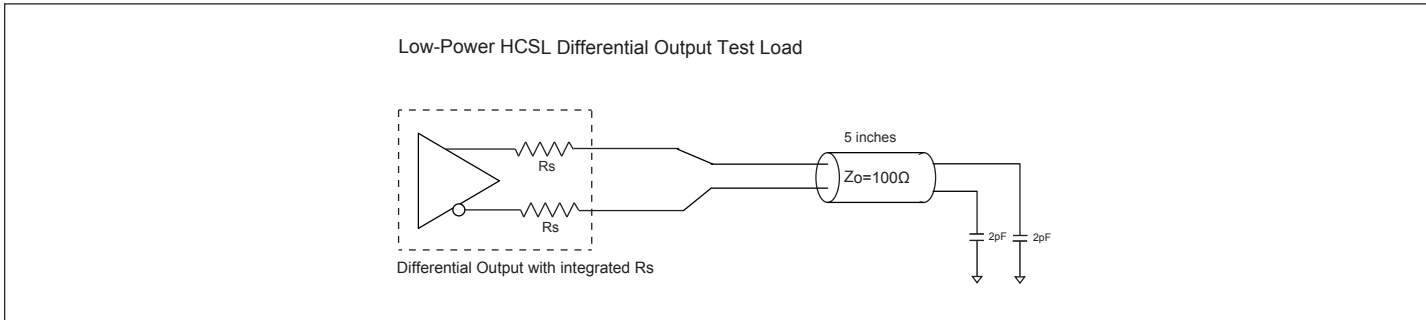 Low-Power HCSL Differential Output Test Load
5 inches
Rs
Zo=100Ω
Rs
2pF
2pF
Differential Output with integrated Rs